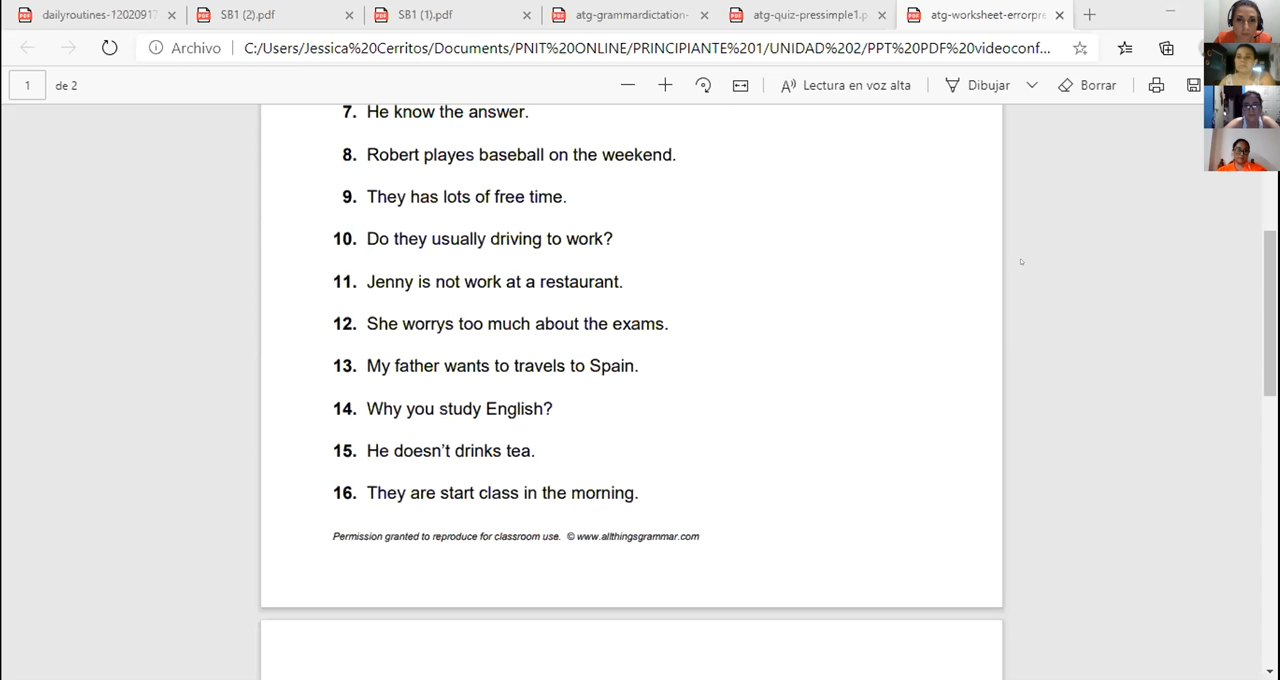 dailyroutines-12020917
SB1 (2).pdf
SB1 (1).pdf
atg-grammardictation-
atg-quiz-pressimple1.p
atg-worksheet-errorpre
Archivo
C:/Users/Jessica%20Cerritos/Documents/PNIT%20ONLINE/PRINCIPIANTE%201/UNIDAD%202/PPT%20PDF%20videoconf...
1 de 2
Lectura en voz alta
Dibujar
Borrar
7. He know the answer.
8. Robert playes baseball on the weekend.
9. They has lots of free time.
10. Do they usually driving to work?
11. Jenny is not work at a restaurant.
12. She worrys too much about the exams.
13. My father wants to travels to Spain.
14. Why you study English?
15. He doesn't drinks tea.
16. They are start class in the morning.
Permission granted to reproduce for classroom use. © www.allthingsgrammar.com